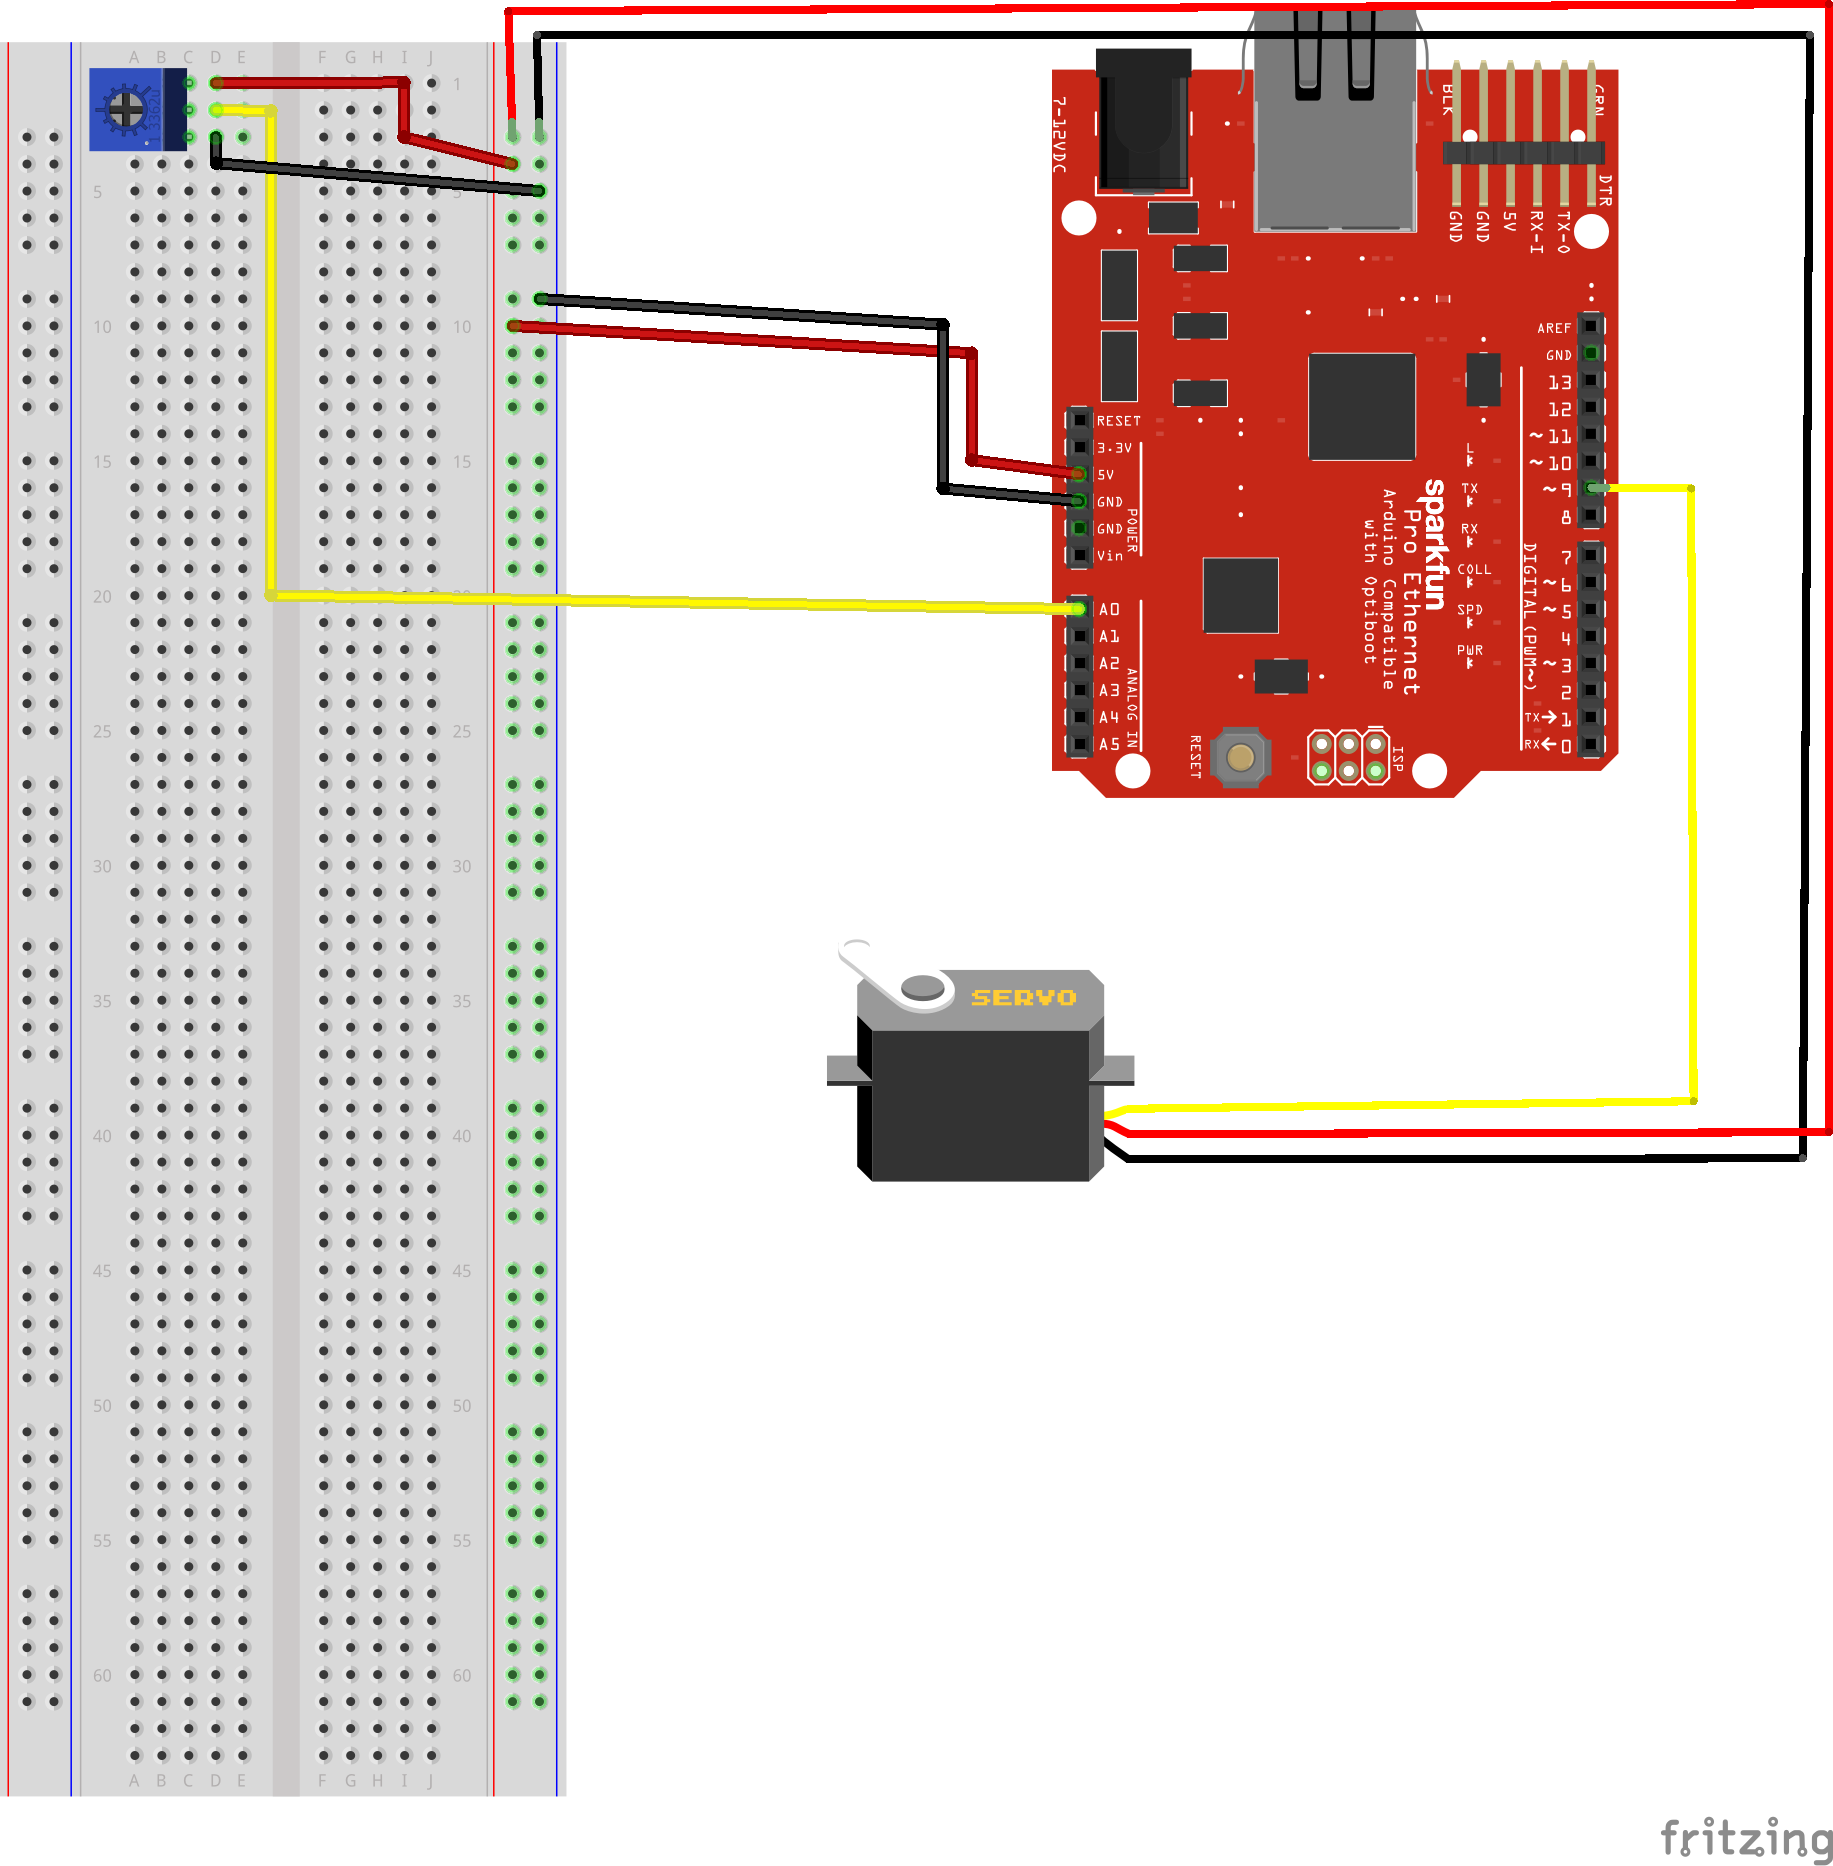 A B C D E F G H I J
1
5
5
10
10
15
15
20
20
25
25
30
30
35
35
40
40
45
45
50
50
55
55
60
60
A B C D E F G H I J
1 3362u
7-12VDC
BLK
GRN
DTR
GND
GND
5V
RX-I
TX-O
RESET
3.3V
5V
GND
GND
Vin
POWER
A0
A1
A2
A3
A4
A5
ANALOG IN
AREF
GND
13
12
~11
~10
~9
8
7
~6
~5
4
~3
2
TX→1
RX←0
DIGITAL (PWM~)
L
TX
RX
COLL
SPD
PWR
sparkfun
Pro Ethernet
Arduino Compatible
with Optiboot
RESET
ISP
SERVO
fritzing